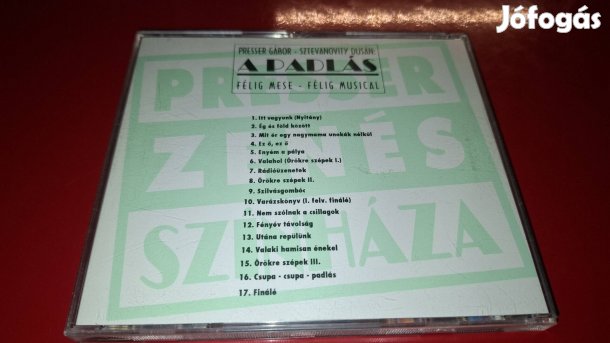 Jófogás
PRESSER GÁBOR - SZTEVANOVITY DUSÁN:
A PADLÁS
FÉLIG MESE - FÉLIG MUSICAL
PRESSER
ZENÉS
SZÍNHÁZA
1. Itt vagyunk (Nyitány)
2. Ég és föld között
3. Mit ér egy nagymama unokák nélkül
4. Ez ő, ez ő
5. Enyém a pálya
6. Valahol (Örökre szépek I.)
7. Rádióüzenetek
8. Örökre szépek II.
9. Szilvásgombóc
10. Varázskönyv (I. felv. finálé)
11. Nem szólnak a csillagok
12. Fényév távolság
13. Utána repülünk
14. Valaki hamisan énekel
15. Örökre szépek III.
16. Csupa - csupa - padlás
17. Finálé